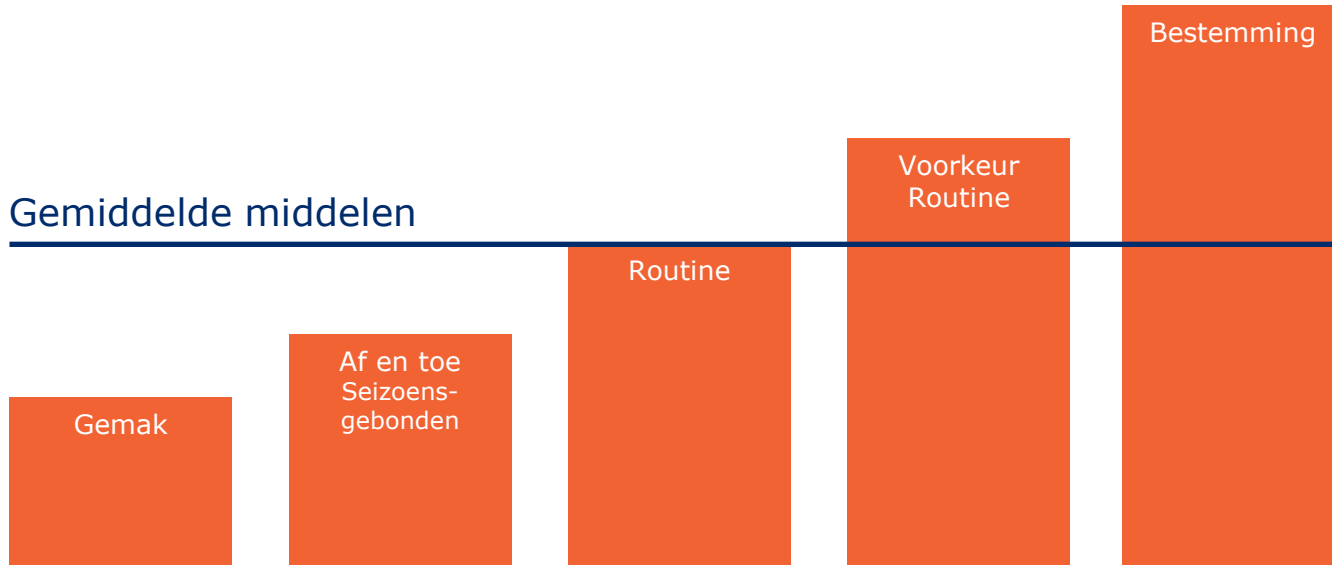 Bestemming
Voorkeur
Routine
Gemiddelde middelen
Routine
Af en toe
Seizoens-
gebonden
Gemak